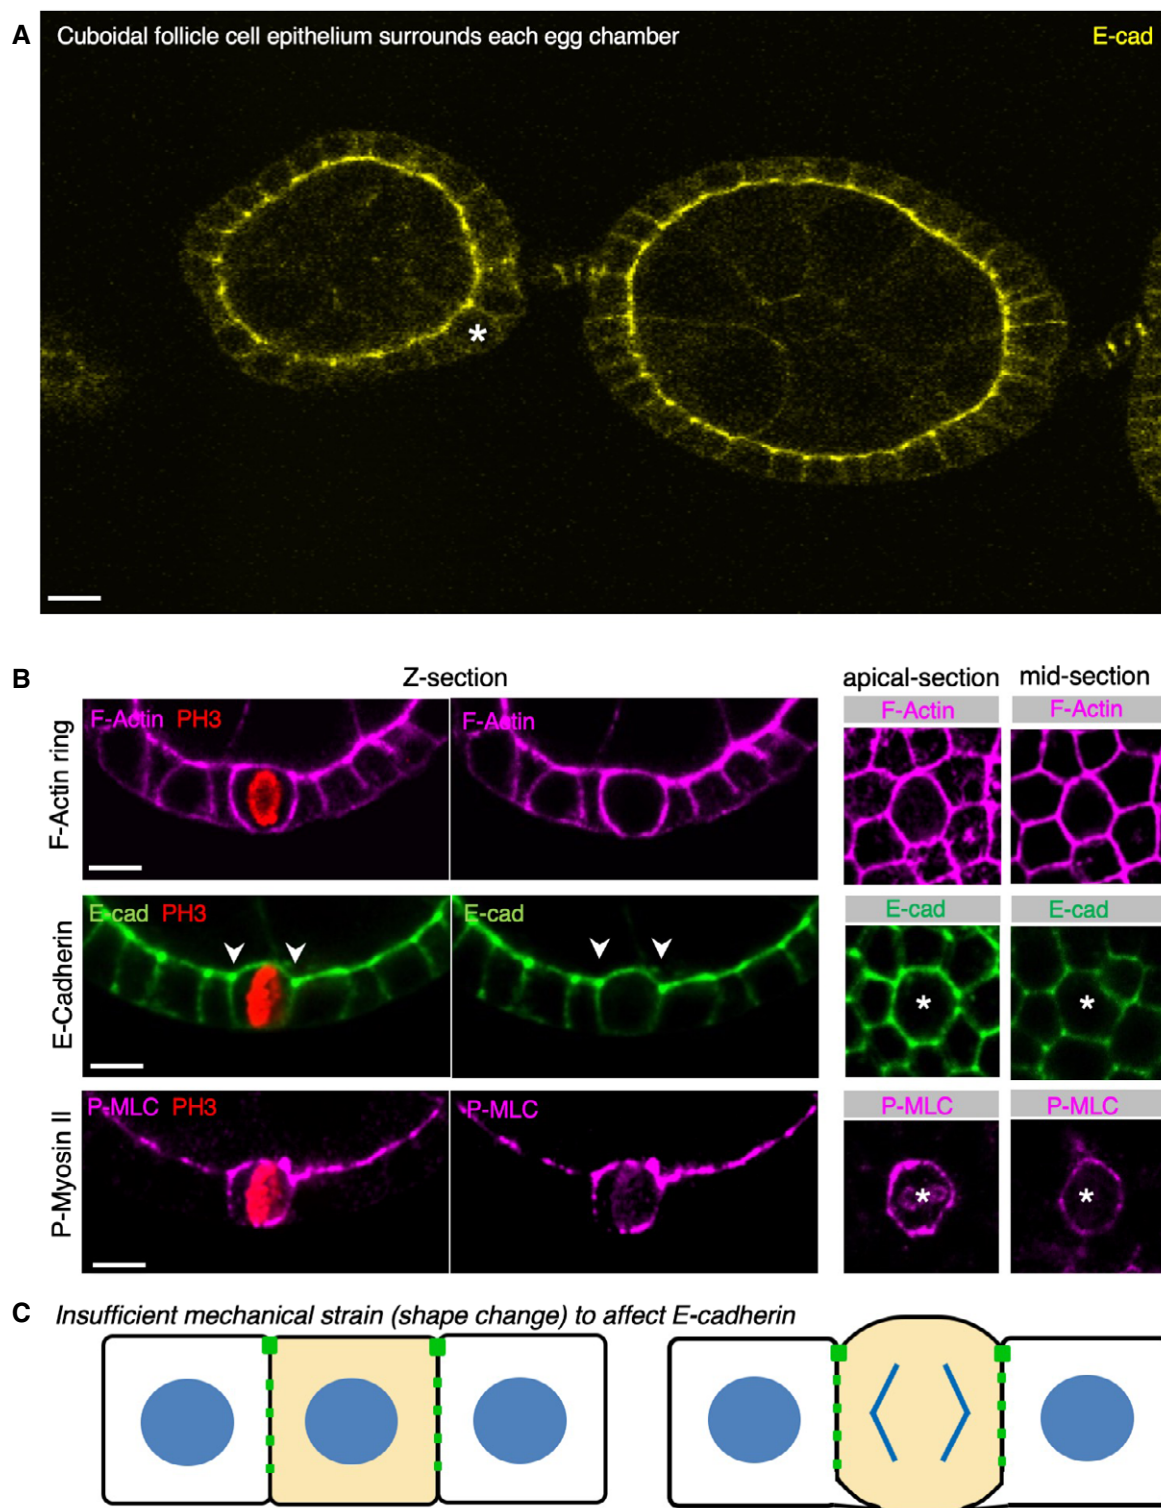 A
Cuboidal follicle cell epithelium surrounds each egg chamber
E-cad
*
B
Z-section
apical-section
mid-section
F-Actin ring
F-Actin PH3
F-Actin
F-Actin
F-Actin
E-Cadherin
E-cad PH3
E-cad
E-cad
E-cad
*
*
P-Myosin II
P-MLC PH3
P-MLC
P-MLC
P-MLC
*
*
C
Insufficient mechanical strain (shape change) to affect E-cadherin